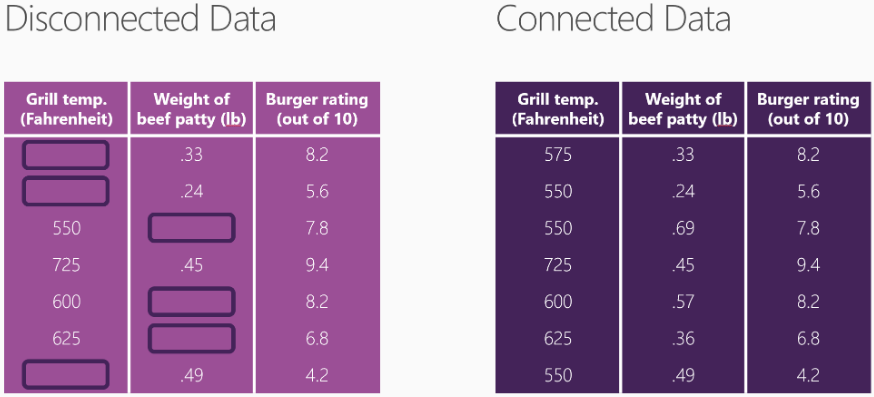 Disconnected Data
Grill temp. (Fahrenheit) Weight of beef patty (lb) Burger rating (out of 10)
.33 8.2
.24 5.6
550 7.8
725 .45 9.4
600 8.2
625 6.8
.49 4.2
Connected Data
Grill temp. (Fahrenheit) Weight of beef patty (lb) Burger rating (out of 10)
575 .33 8.2
550 .24 5.6
550 .69 7.8
725 .45 9.4
600 .57 8.2
625 .36 6.8
550 .49 4.2